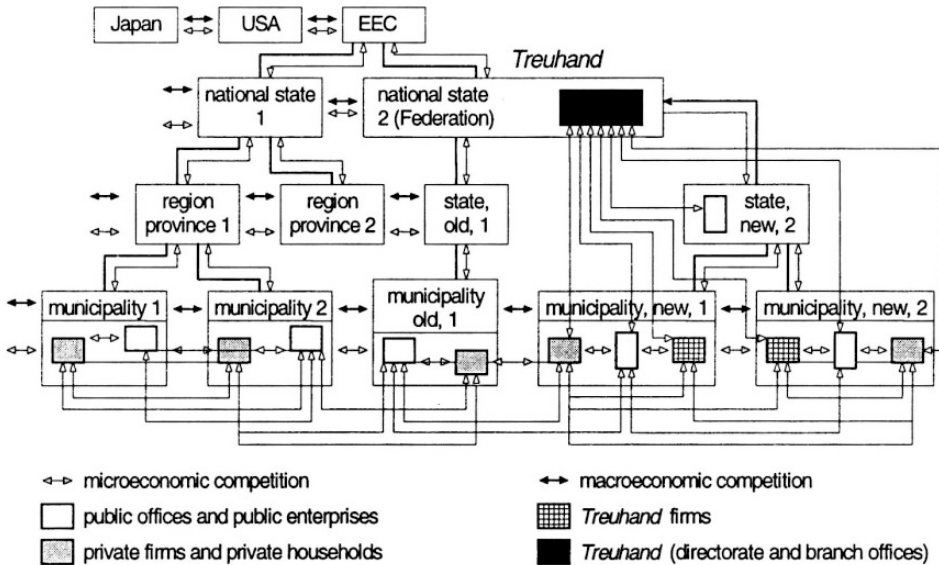 Japan
USA
EEC
Treuhand
national state
1
national state
2 (Federation)
region
province 1
region
province 2
state,
old, 1
state,
new, 2
municipality 1
municipality 2
municipality
old, 1
municipality, new, 1
municipality, new, 2
microeconomic competition
macroeconomic competition
public offices and public enterprises
Treuhand firms
private firms and private households
Treuhand (directorate and branch offices)